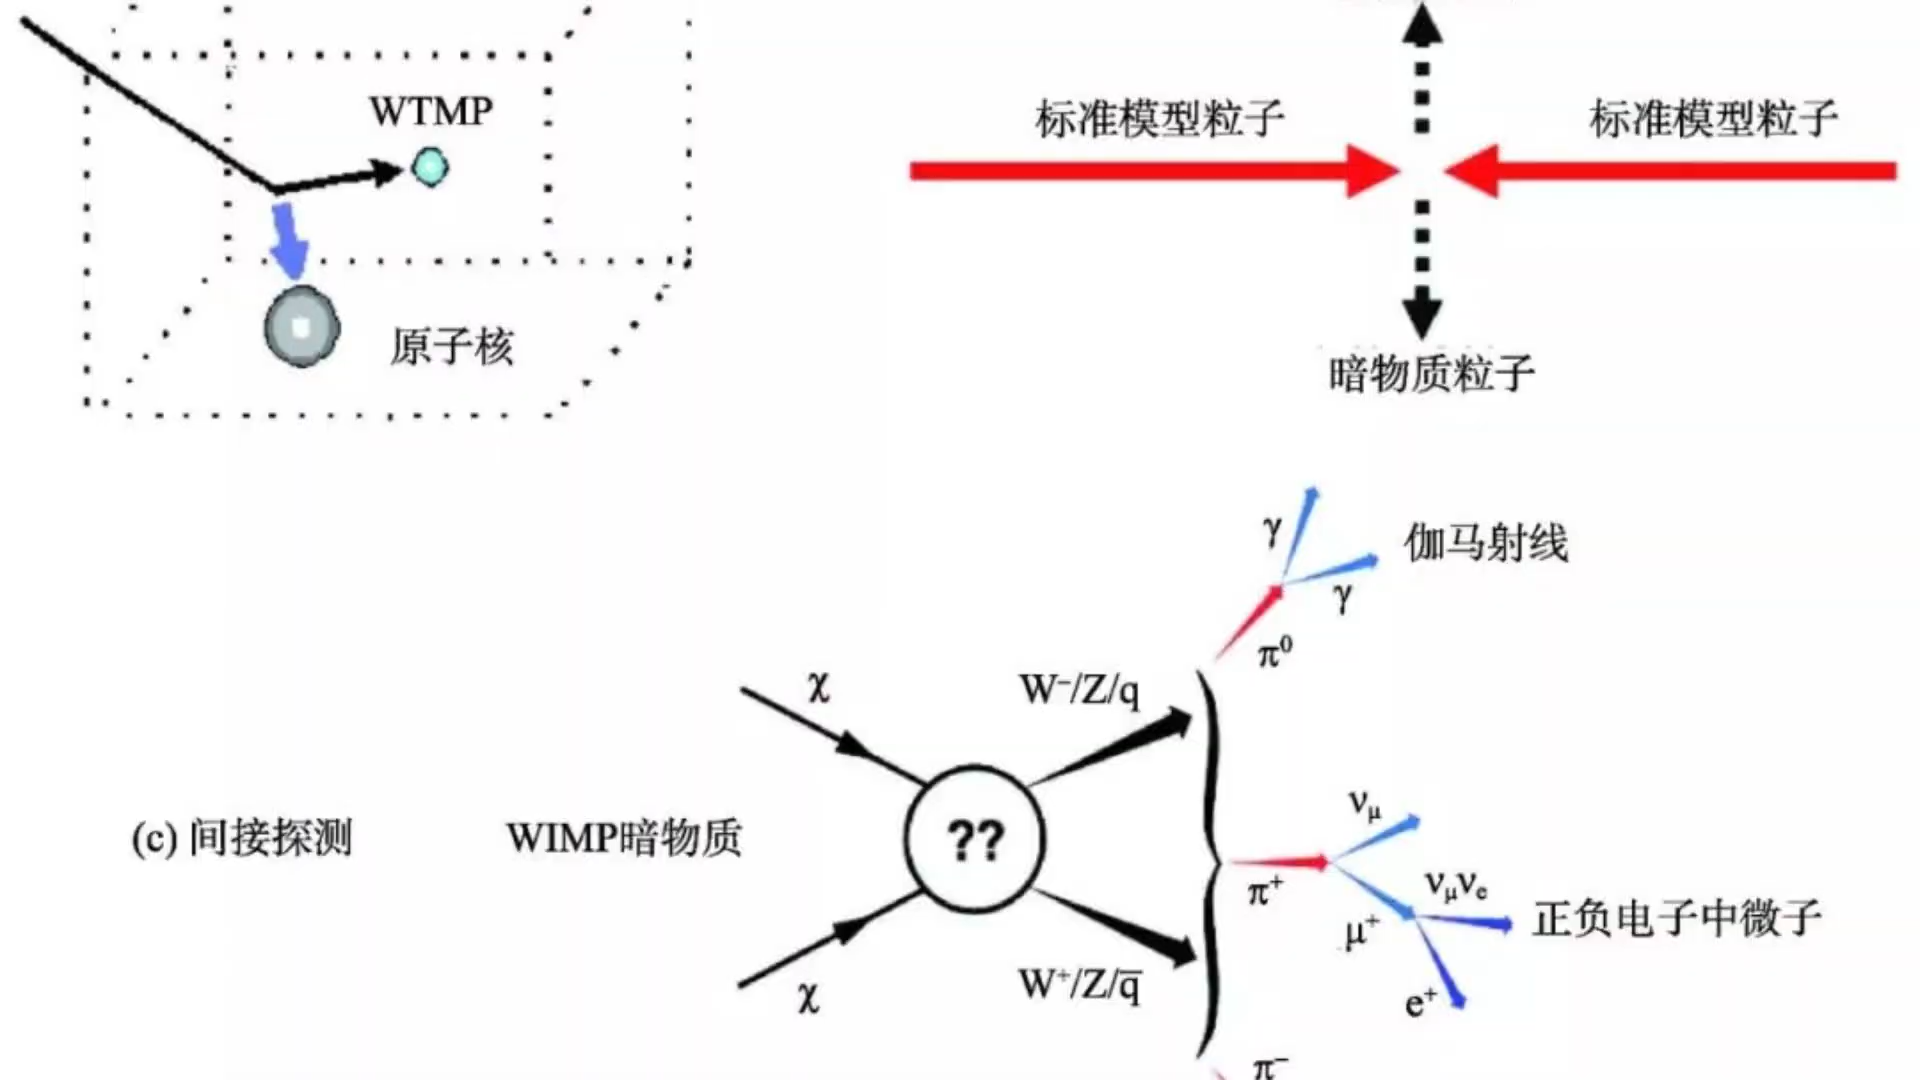 WTMP
原子核
标准模型粒子
标准模型粒子
暗物质粒子
γ
伽马射线
γ
π⁰
χ
W⁻/Z/q
(c) 间接探测
WIMP暗物质
??
νμ
π⁺
νμνe
μ⁺
正负电子中微子
e⁺
χ
W⁺/Z/q̅
π⁻